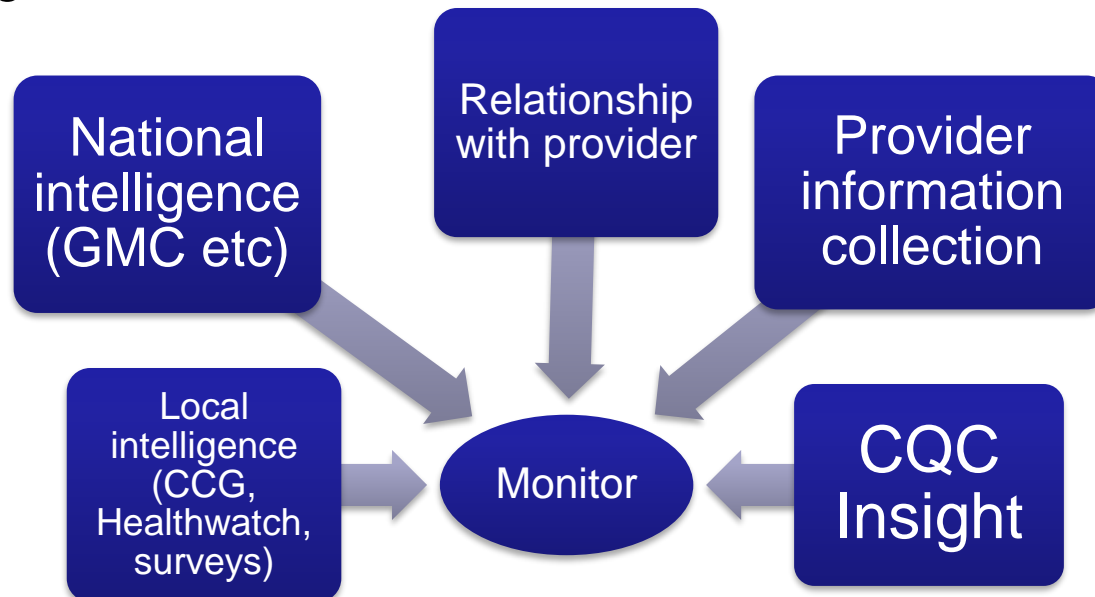 National
intelligence
(GMC etc)
Relationship
with provider
Provider
information
collection
Local
intelligence
(CCG,
Healthwatch,
surveys)
Monitor
CQC
Insight